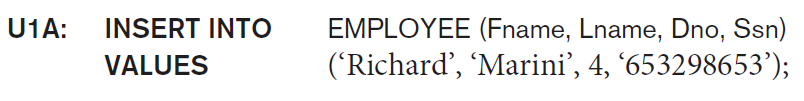 U1A: INSERT INTO EMPLOYEE (Fname, Lname, Dno, Ssn)
VALUES (‘Richard’, ‘Marini’, 4, ‘653298653’);